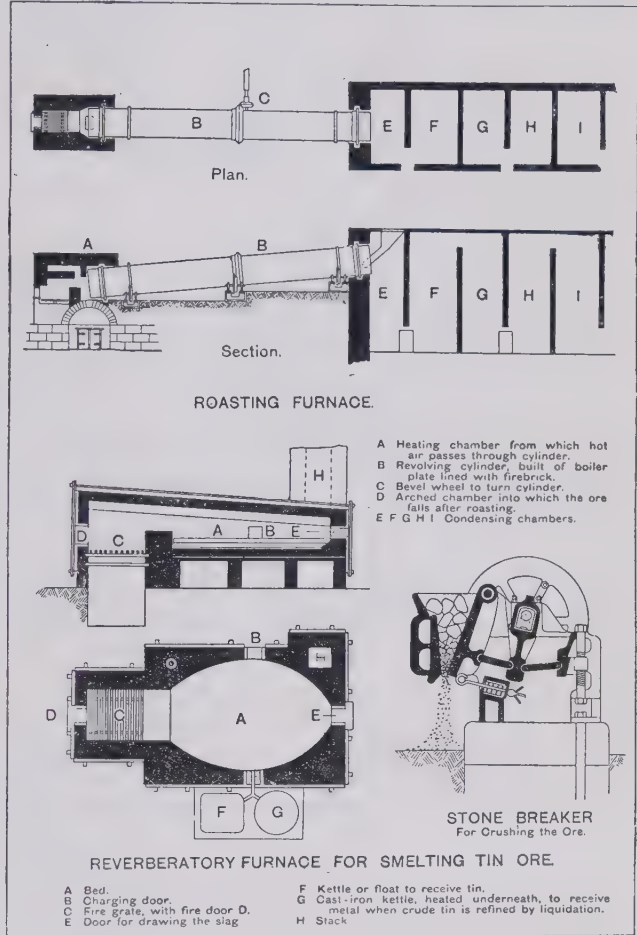 C
B
E F G H I
Plan.
A
B
E F G H I
Section.
ROASTING FURNACE.
A Heating chamber from which hot
air passes through cylinder.
B Revolving cylinder, built of boiler
plate lined with firebrick.
C Bevel wheel to turn cylinder.
D Arched chamber into which the ore
falls after roasting.
E F G H I Condensing chambers.
H
D C A B E
B
H
D C A E
F G
STONE BREAKER
For Crushing the Ore.
REVERBERATORY FURNACE FOR SMELTING TIN ORE
A Bed.
B Charging door.
C Fire grate, with fire door D.
E Door for drawing the slag
F Kettle or float to receive tin.
G Cast-iron kettle, heated underneath, to receive
metal when crude tin is refined by liquidation.
H Stack